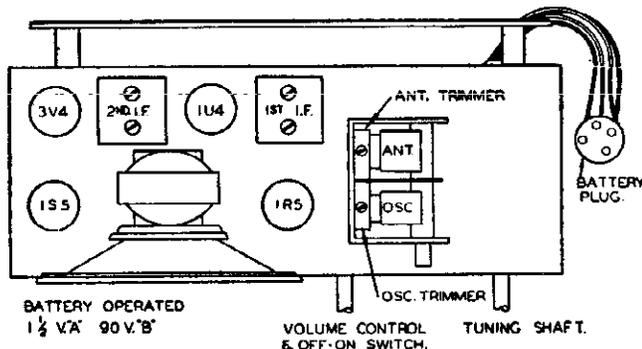 3V4
2ND. I.F.
1U4
1ST I.F.
ANT. TRIMMER
ANT.
BATTERY
PLUG.
1S5
1R5
OSC.
OSC. TRIMMER
BATTERY OPERATED
1½ V."A" 90 V."B"
VOLUME CONTROL
& OFF-ON SWITCH.
TUNING SHAFT.